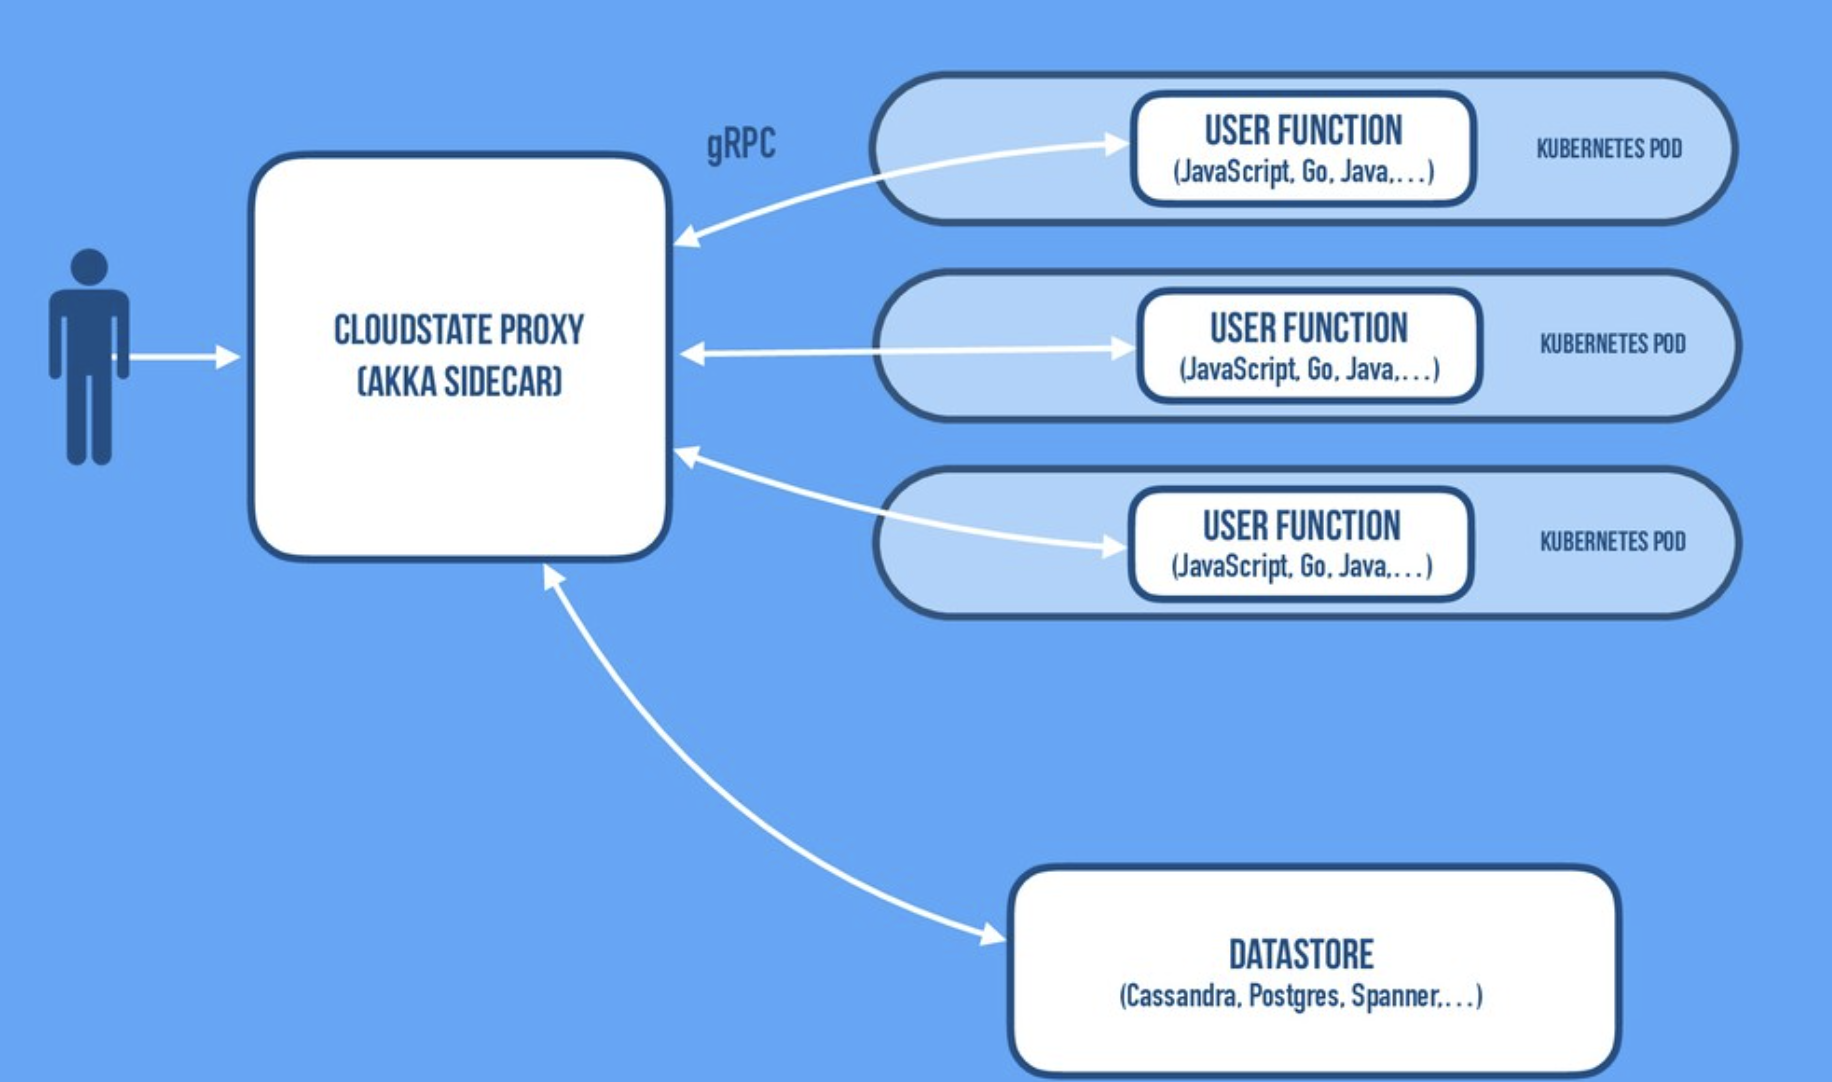 gRPC
USER FUNCTION
(JavaScript, Go, Java,...)
KUBERNETES POD
CLOUDSTATE PROXY
(AKKA SIDECAR)
USER FUNCTION
(JavaScript, Go, Java,...)
KUBERNETES POD
USER FUNCTION
(JavaScript, Go, Java,...)
KUBERNETES POD
DATASTORE
(Cassandra, Postgres, Spanner,...)